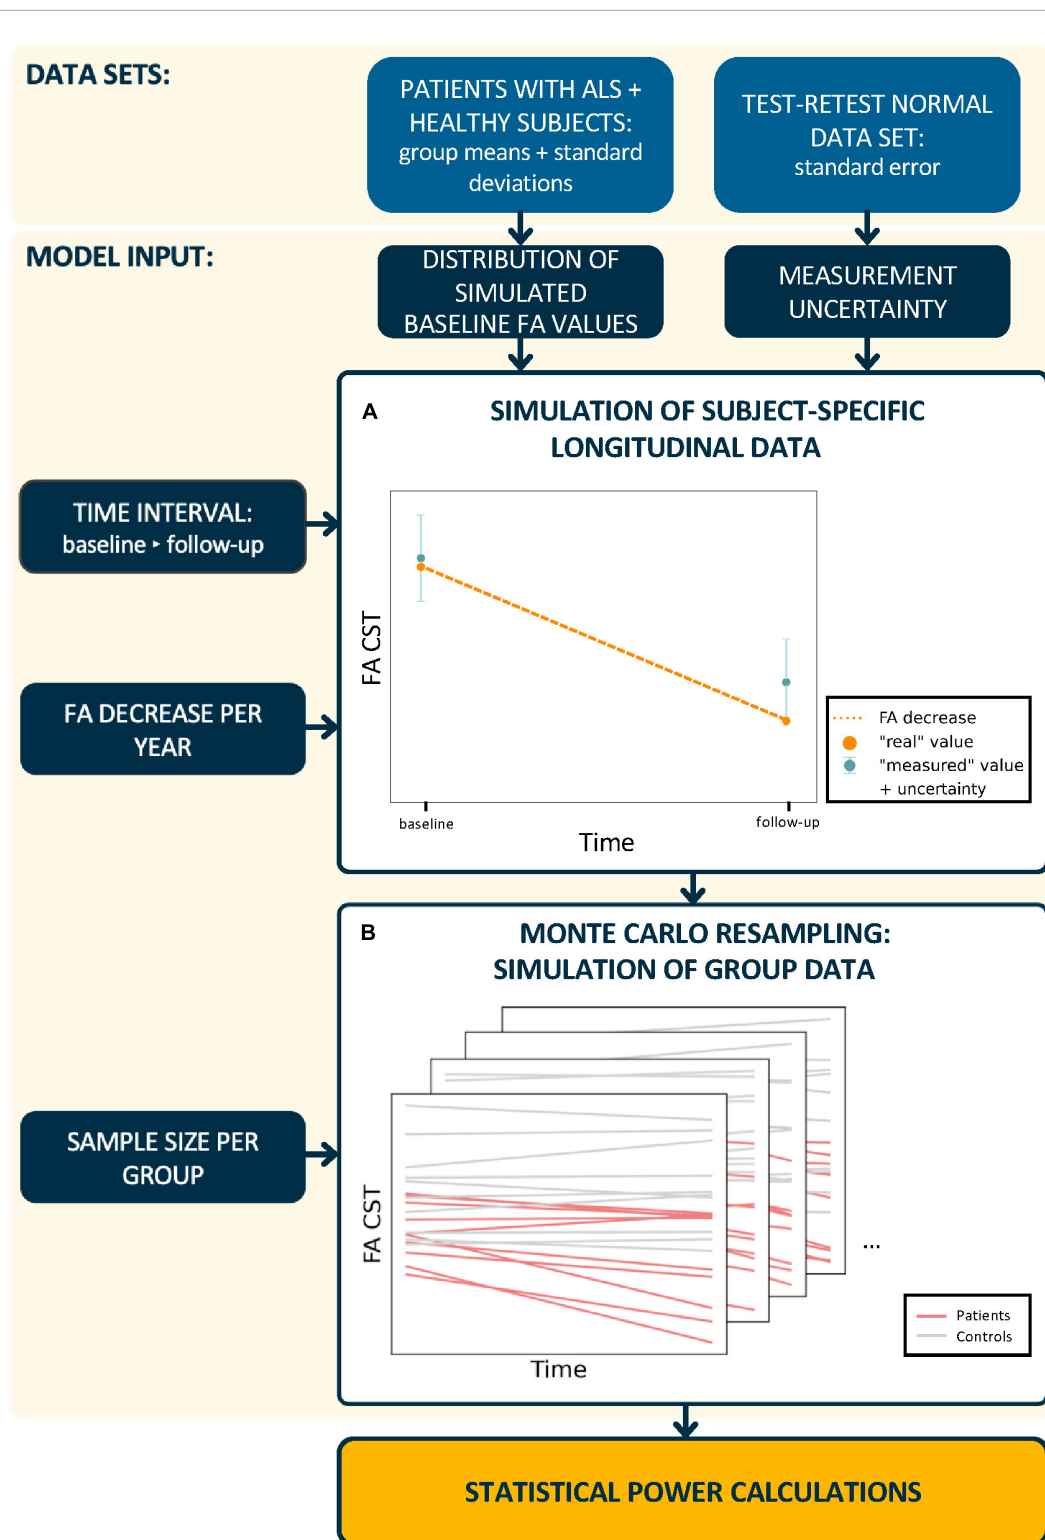 DATA SETS:
PATIENTS WITH ALS +
HEALTHY SUBJECTS:
group means + standard
deviations
TEST-RETEST NORMAL
DATA SET:
standard error
MODEL INPUT:
DISTRIBUTION OF
SIMULATED
BASELINE FA VALUES
MEASUREMENT
UNCERTAINTY
A
SIMULATION OF SUBJECT-SPECIFIC
LONGITUDINAL DATA
TIME INTERVAL:
baseline ‣ follow-up
FA DECREASE PER
YEAR
FA CST
baseline
follow-up
Time
FA decrease
"real" value
"measured" value
+ uncertainty
B
MONTE CARLO RESAMPLING:
SIMULATION OF GROUP DATA
SAMPLE SIZE PER
GROUP
FA CST
Time
...
Patients
Controls
STATISTICAL POWER CALCULATIONS